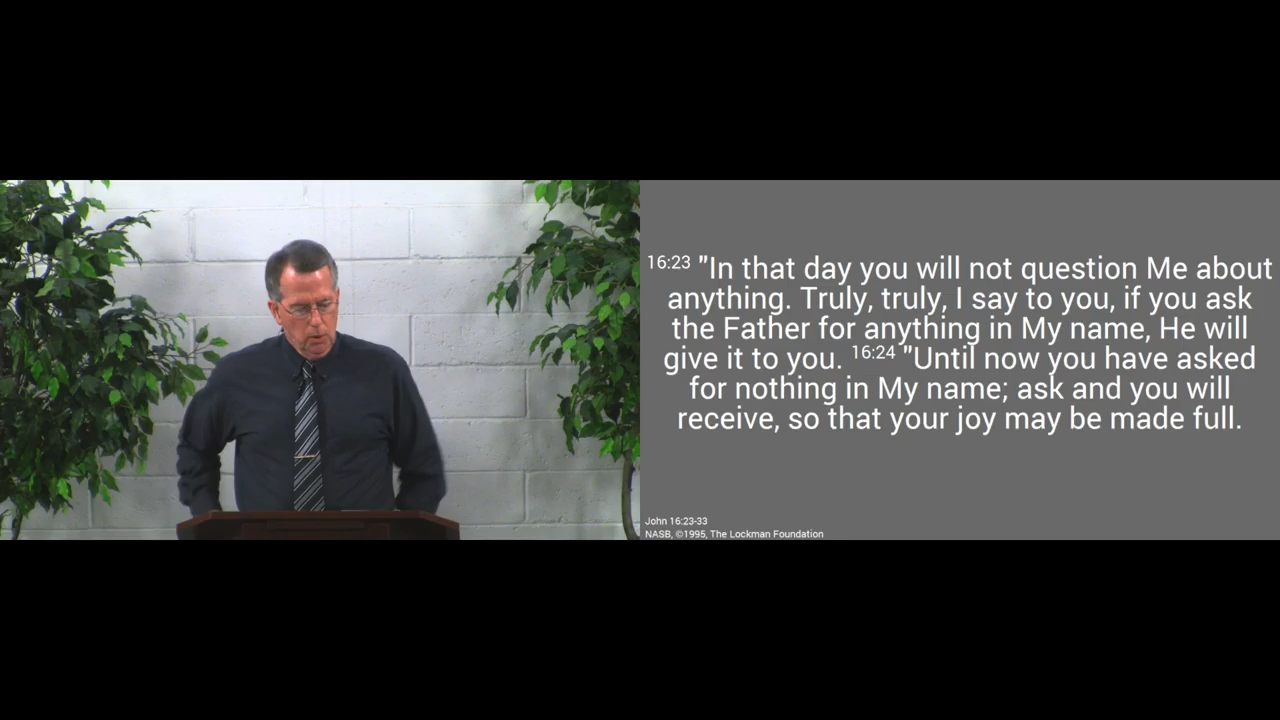 16:23 "In that day you will not question Me about
anything. Truly, truly, I say to you, if you ask
the Father for anything in My name, He will
give it to you. 16:24 "Until now you have asked
for nothing in My name; ask and you will
receive, so that your joy may be made full.
John 16:23-33
NASB, ©1995, The Lockman Foundation